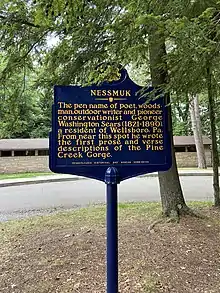 NESSMUK
The pen name of poet, woods-
man, outdoor writer and pioneer
conservationist George
Washington Sears (1821-1890)
a resident of Wellsboro, Pa.
From near this spot he wrote
the first prose and verse
descriptions of the Pine
Creek Gorge.